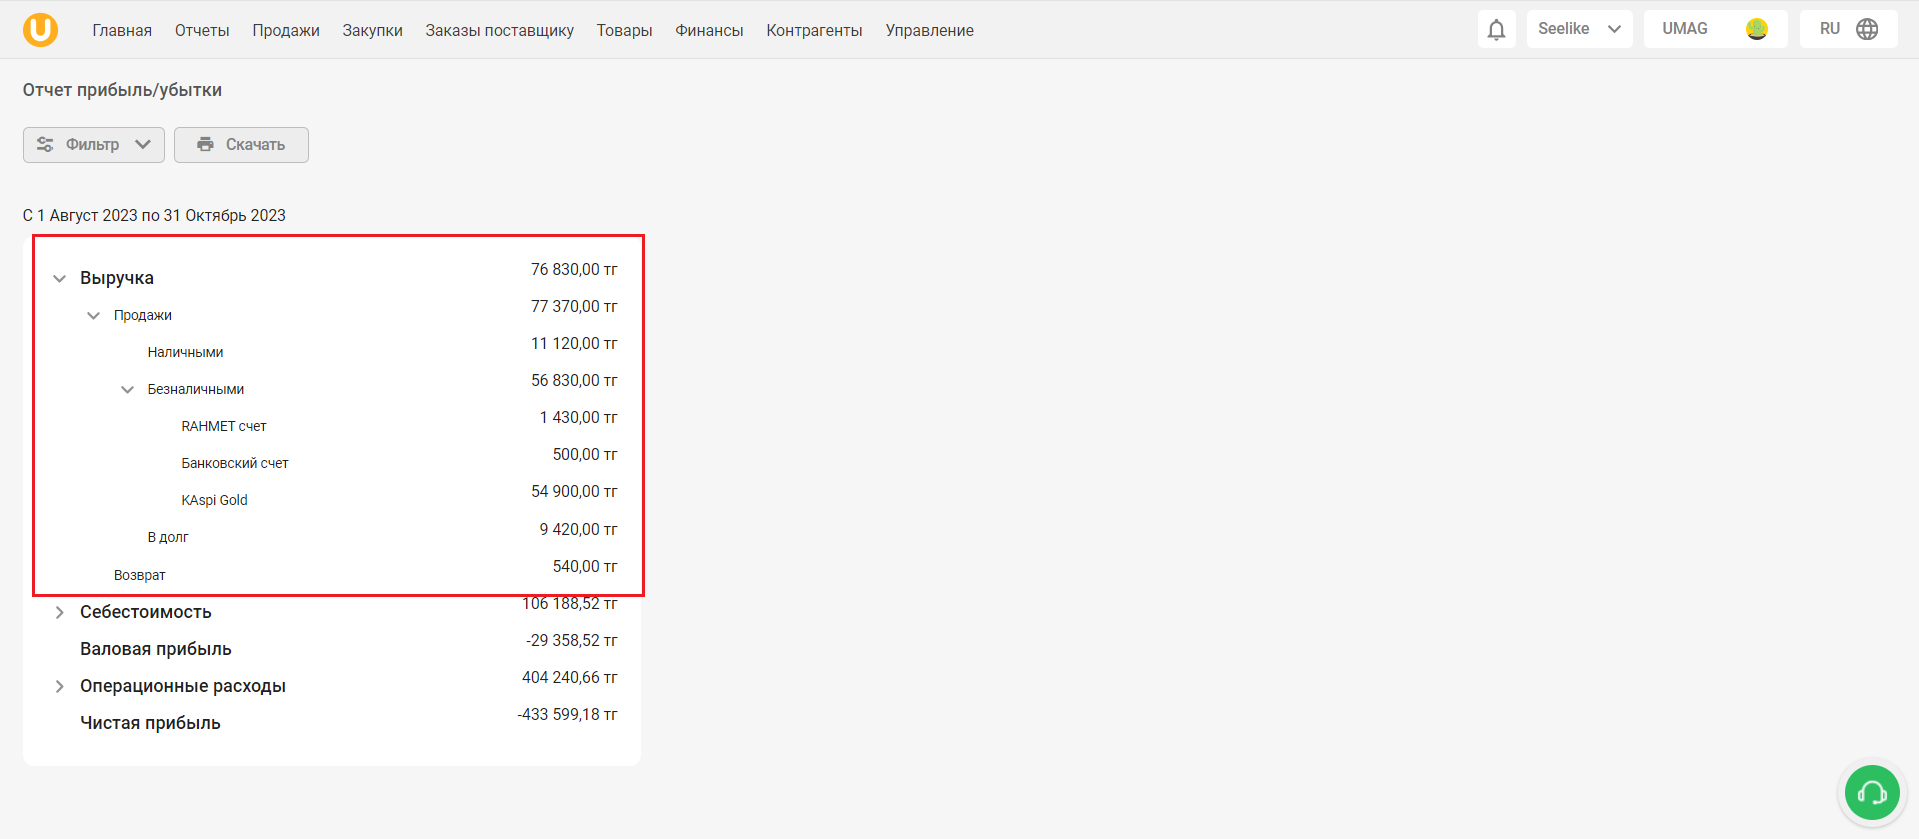 U Главная Отчеты Продажи Закупки Заказы поставщику Товары Финансы Контрагенты Управление Seelike UMAG RU
Отчет прибыль/убытки
Фильтр Скачать
С 1 Август 2023 по 31 Октябрь 2023
Выручка 76 830,00 тг
Продажи 77 370,00 тг
Наличными 11 120,00 тг
Безналичными 56 830,00 тг
RAHMET счет 1 430,00 тг
Банковский счет 500,00 тг
KAspi Gold 54 900,00 тг
В долг 9 420,00 тг
Возврат 540,00 тг
Себестоимость 106 188,52 тг
Валовая прибыль -29 358,52 тг
Операционные расходы 404 240,66 тг
Чистая прибыль -433 599,18 тг